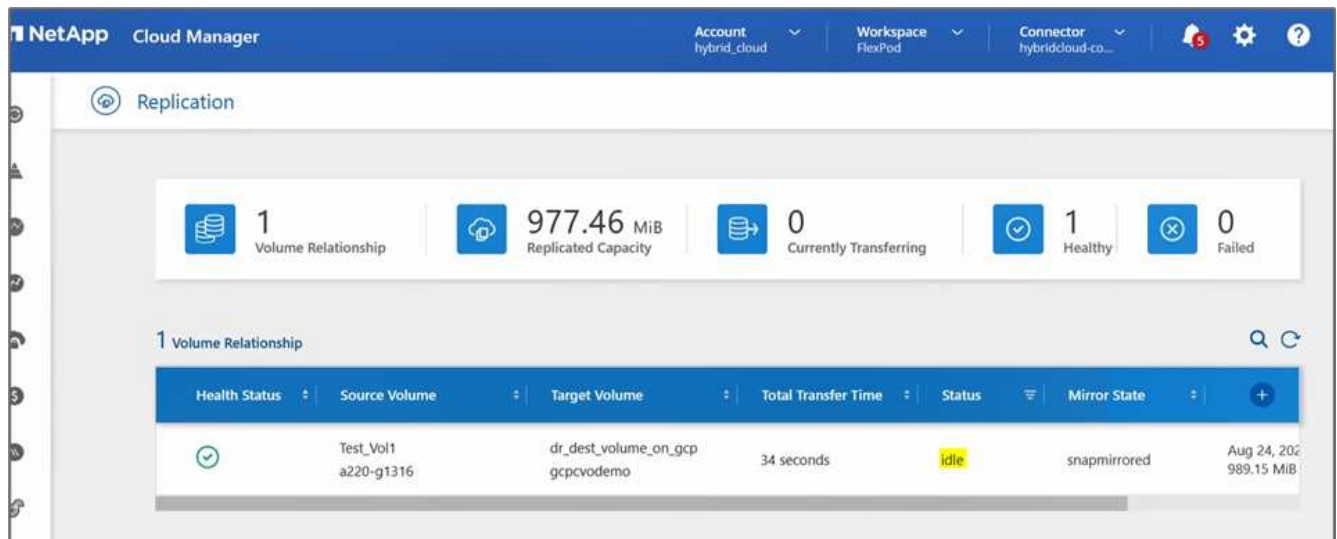 NetApp Cloud Manager
Account
hybrid_cloud
Workspace
FlexPod
Connector
hybridcloud-co...
5
?
Replication
1
Volume Relationship
977.46 MiB
Replicated Capacity
0
Currently Transferring
1
Healthy
0
Failed
1 Volume Relationship
Health Status Source Volume Target Volume Total Transfer Time Status Mirror State
Test_Vol1
a220-g1316
dr_dest_volume_on_gcp
gcpcvodemo
34 seconds
idle
snapmirrored
Aug 24, 202
989.15 MiB